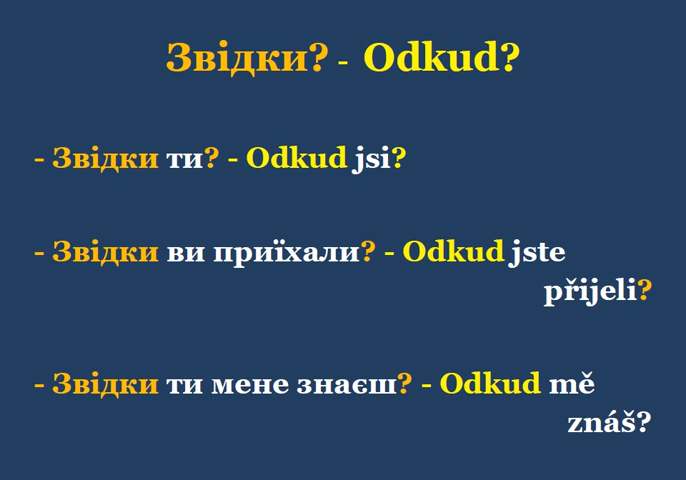 Звідки? - Odkud?
- Звідки ти? - Odkud jsi?
- Звідки ви приїхали? - Odkud jste
přijeli?
- Звідки ти мене знаєш? - Odkud mě
znáš?